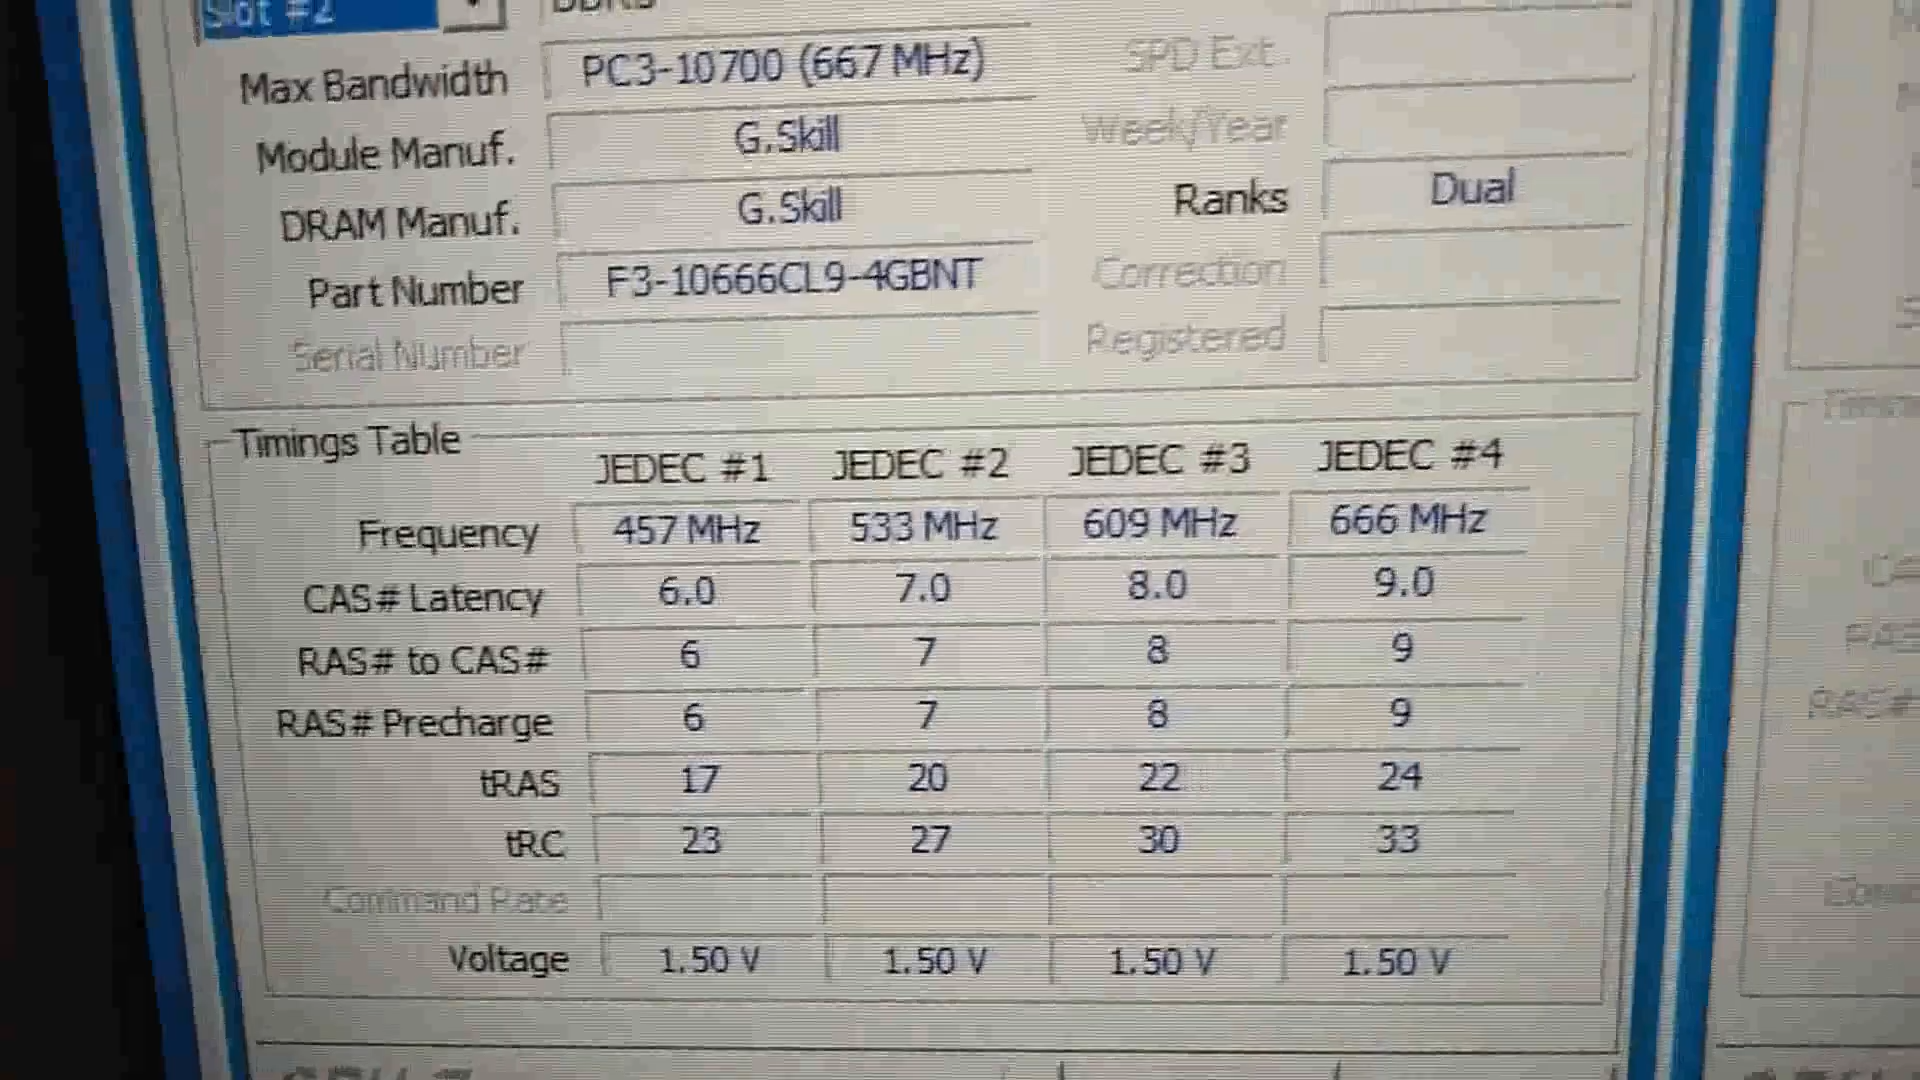 Slot #2 DDR3
Max Bandwidth PC3-10700 (667 MHz) SPD Ext.
Module Manuf. G.Skill Week/Year
DRAM Manuf. G.Skill Ranks Dual
Part Number F3-10666CL9-4GBNT Correction
Serial Number Registered
Timings Table
JEDEC #1 JEDEC #2 JEDEC #3 JEDEC #4
Frequency 457 MHz 533 MHz 609 MHz 666 MHz
CAS# Latency 6.0 7.0 8.0 9.0
RAS# to CAS# 6 7 8 9
RAS# Precharge 6 7 8 9
tRAS 17 20 22 24
tRC 23 27 30 33
Command Rate
Voltage 1.50 V 1.50 V 1.50 V 1.50 V